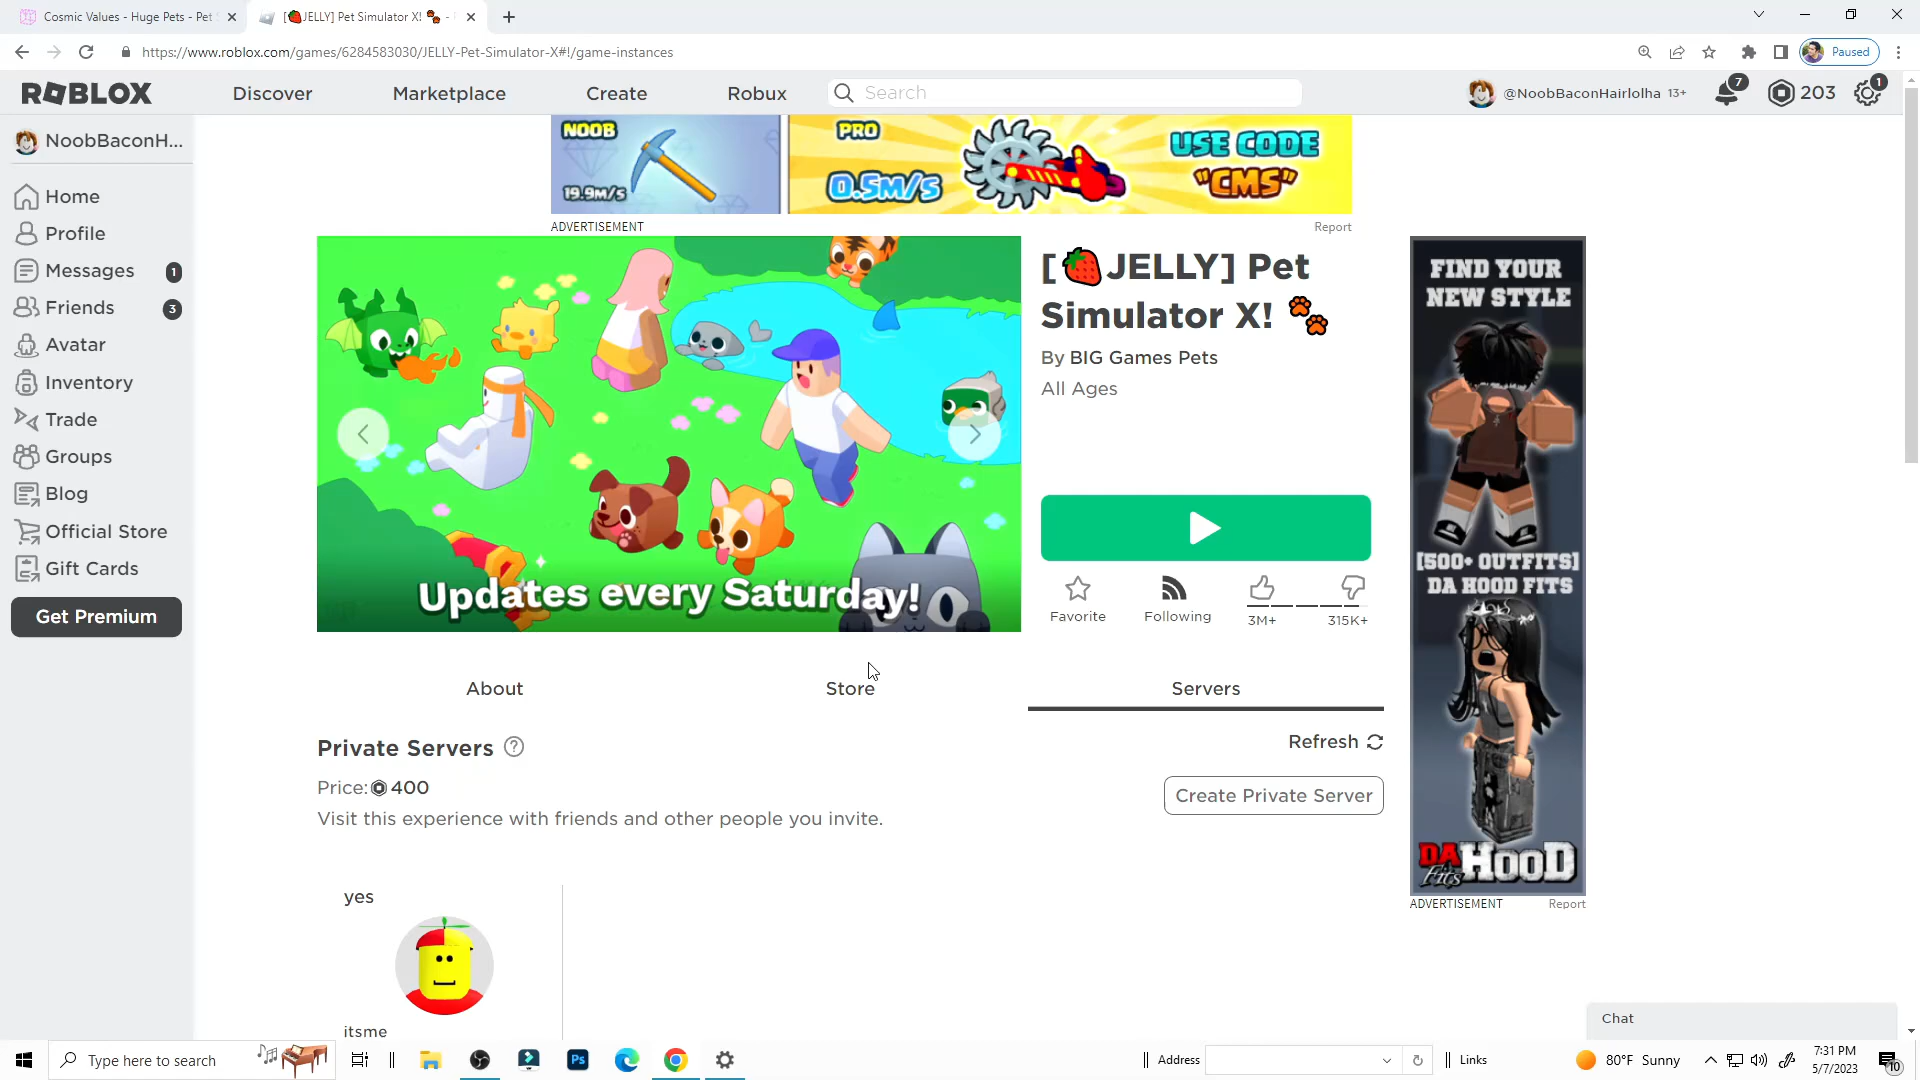 Cosmic Values - Huge Pets - Pet
[🍓JELLY] Pet Simulator X! 🐾 -
https://www.roblox.com/games/6284583030/JELLY-Pet-Simulator-X#!/game-instances
Paused
ROBLOX
Discover
Marketplace
Create
Robux
Search
@NoobBaconHairlolha 13+
7
203
1
NoobBaconH...
Home
Profile
Messages 1
Friends 3
Avatar
Inventory
Trade
Groups
Blog
Official Store
Gift Cards
Get Premium
NOOB
19.9M/S
PRO
0.5M/S
USE CODE
"CMS"
ADVERTISEMENT
Report
Updates every Saturday!
[🍓JELLY] Pet
Simulator X! 🐾
By BIG Games Pets
All Ages
Favorite
Following
3M+
315K+
About
Store
Servers
Private Servers ?
Refresh
Price: 400
Create Private Server
Visit this experience with friends and other people you invite.
yes
itsme
FIND YOUR
NEW STYLE
[500+ OUTFITS]
DA HOOD FITS
DA HOOD
Fits
ADVERTISEMENT
Report
Chat
Type here to search
Ps
Address
Links
80°F Sunny
7:31 PM
5/7/2023
10